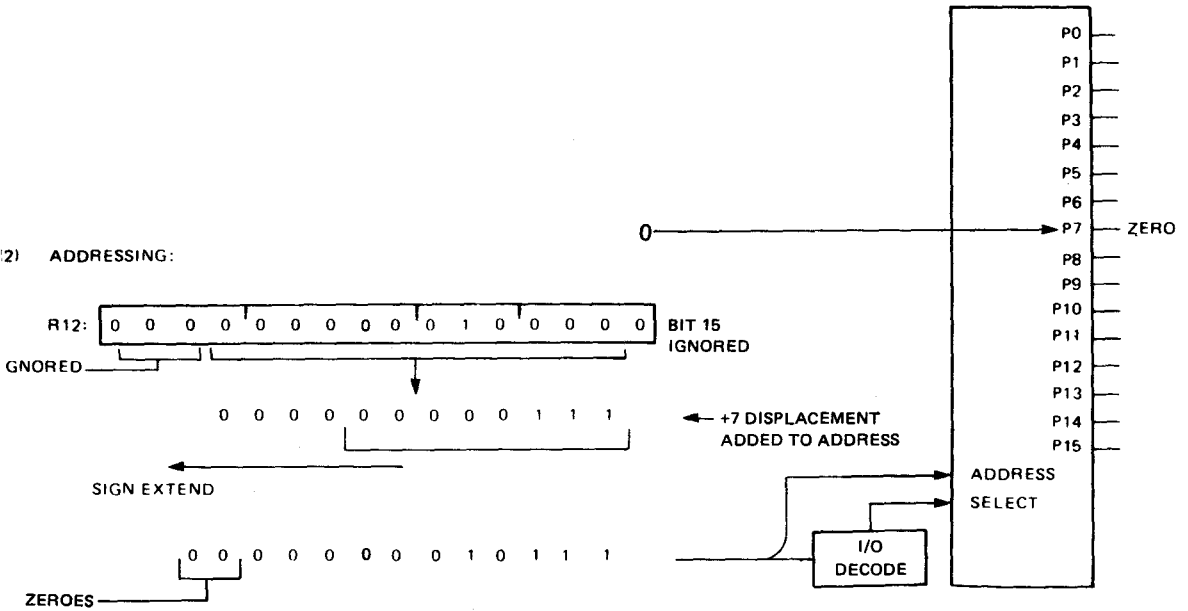 P0
P1
P2
P3
P4
P5
P6
0 P7 ZERO
P8
P9
P10
P11
P12
P13
P14
P15
2) ADDRESSING:
R12: 0 0 0 0 0 0 0 0 0 0 1 0 0 0 0 0 BIT 15
IGNORED
GNORED
0 0 0 0 0 0 0 0 0 1 1 1 +7 DISPLACEMENT
ADDED TO ADDRESS
SIGN EXTEND
ADDRESS
SELECT
0 0 0 0 0 0 0 0 1 0 1 1 1
I/O
DECODE
ZEROES